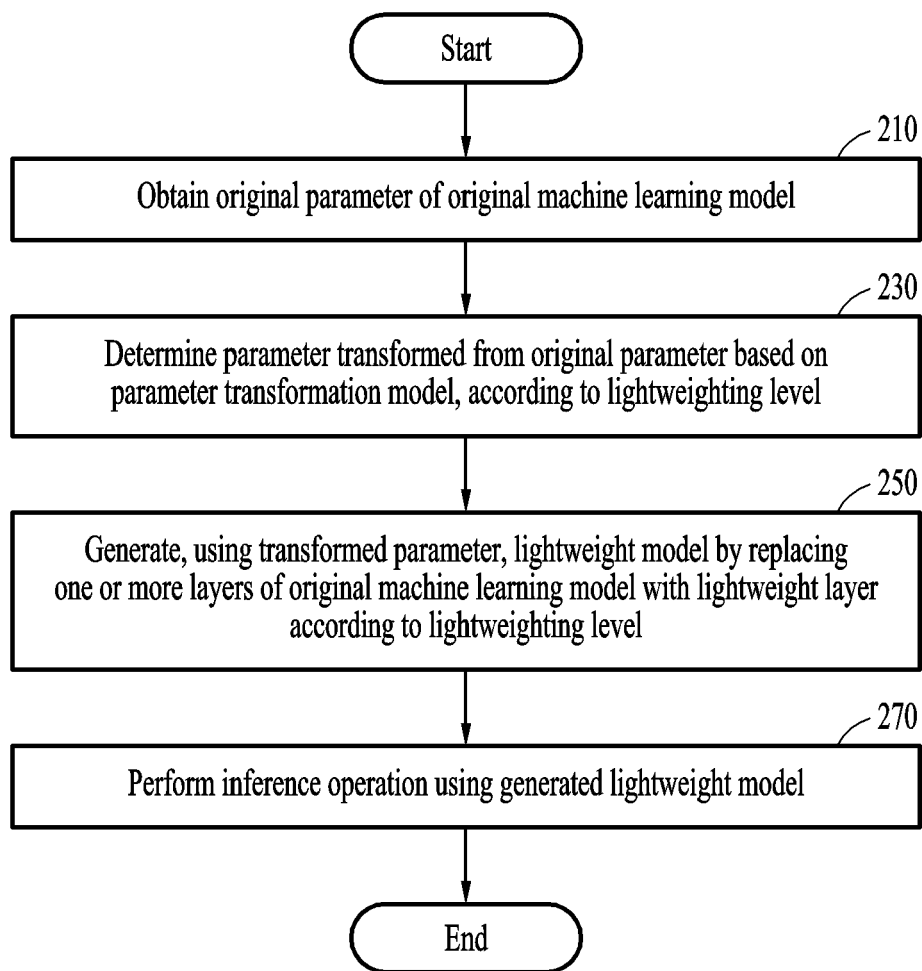 Start
210
Obtain original parameter of original machine learning model
230
Determine parameter transformed from original parameter based on
parameter transformation model, according to lightweighting level
250
Generate, using transformed parameter, lightweight model by replacing
one or more layers of original machine learning model with lightweight layer
according to lightweighting level
270
Perform inference operation using generated lightweight model
End